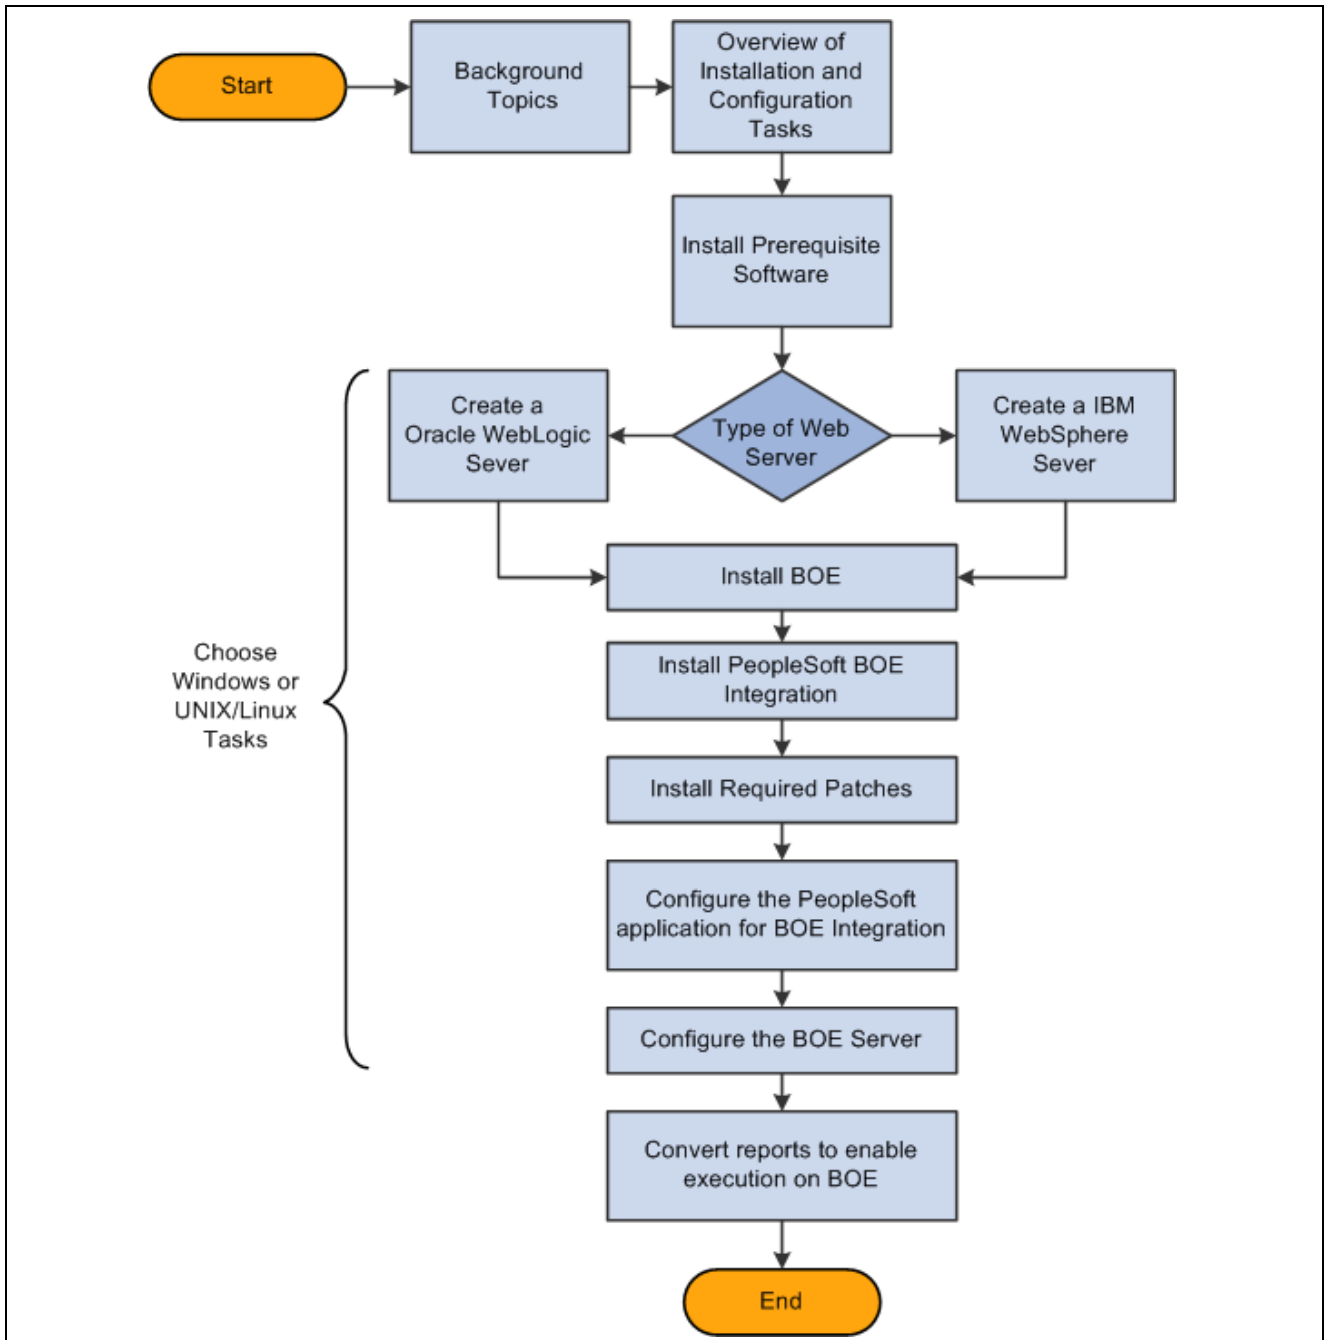 Start
Background
Topics
Overview of
Installation and
Configuration
Tasks
Install Prerequisite
Software
Type of Web
Server
Create a
Oracle WebLogic
Sever
Create a IBM
WebSphere
Sever
Install BOE
Choose
Windows or
UNIX/Linux
Tasks
Install PeopleSoft BOE
Integration
Install Required Patches
Configure the PeopleSoft
application for BOE Integration
Configure the BOE Server
Convert reports to enable
execution on BOE
End